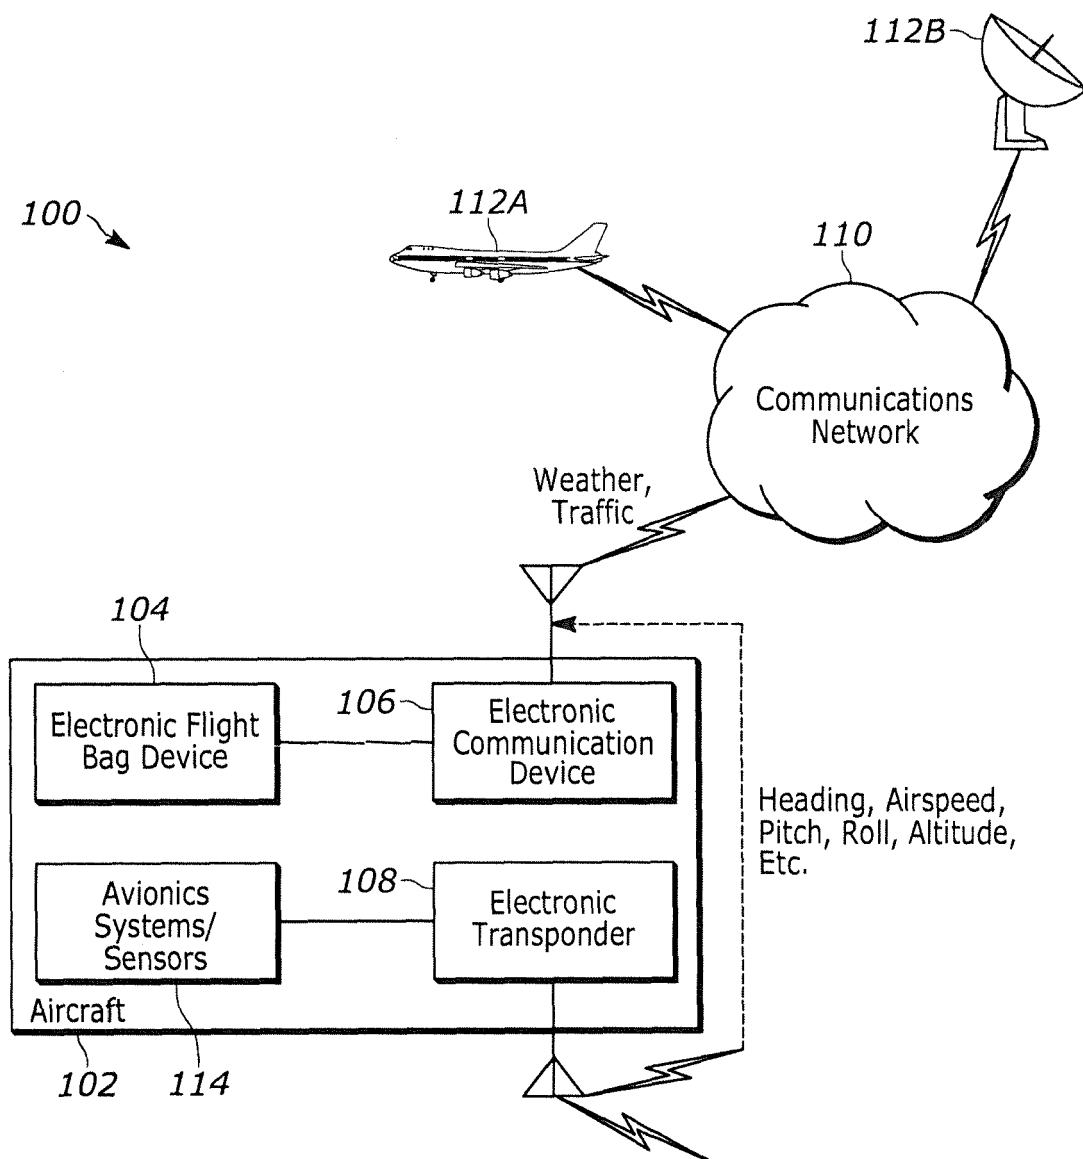 112B
100
112A
110
Communications
Network
Weather,
Traffic
104
Electronic Flight
Bag Device
106
Electronic
Communication
Device
Heading, Airspeed,
Pitch, Roll, Altitude,
Etc.
Avionics
Systems/
Sensors
108
Electronic
Transponder
Aircraft
102
114